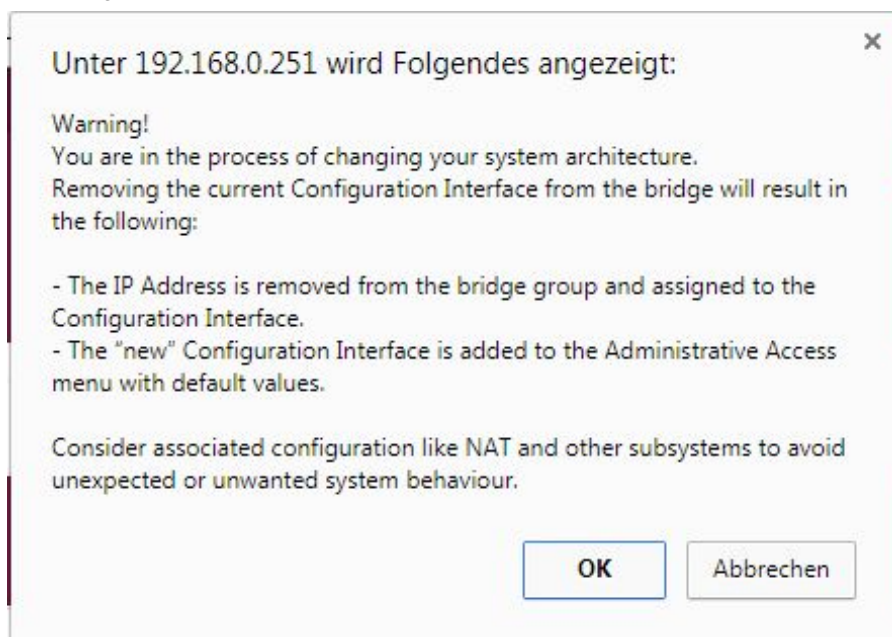 Unter 192.168.0.251 wird Folgendes angezeigt:
Warning!
You are in the process of changing your system architecture.
Removing the current Configuration Interface from the bridge will result in
the following:
- The IP Address is removed from the bridge group and assigned to the
Configuration Interface.
- The "new" Configuration Interface is added to the Administrative Access
menu with default values.
Consider associated configuration like NAT and other subsystems to avoid
unexpected or unwanted system behaviour.
OK
Abbrechen